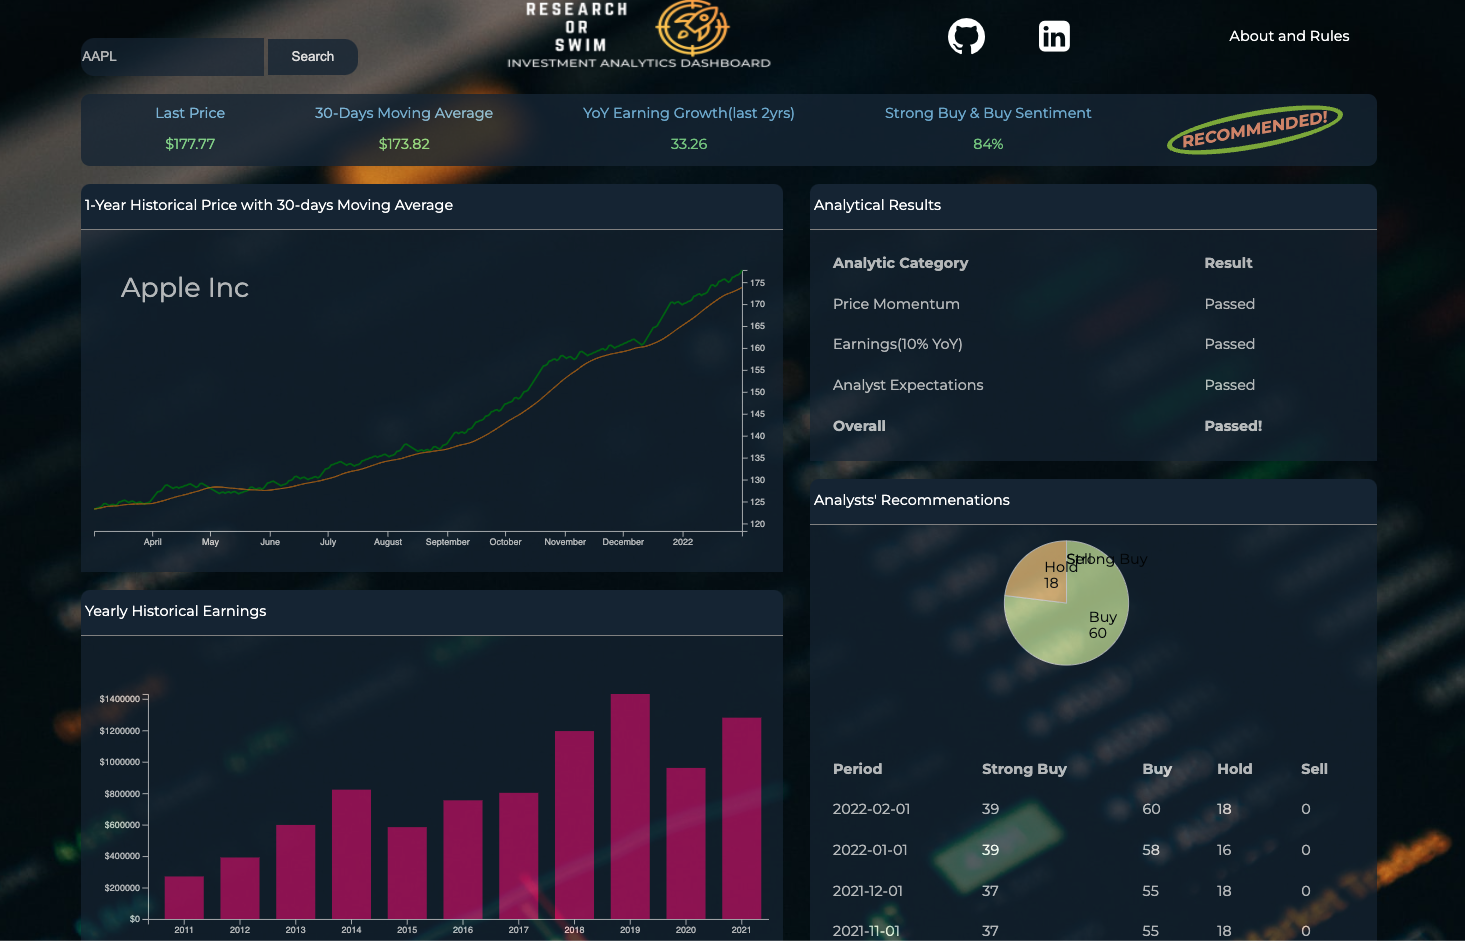 RESEARCH
OR
SWIM
INVESTMENT ANALYTICS DASHBOARD
AAPL
Search
About and Rules
Last Price
$177.77
30-Days Moving Average
$173.82
YoY Earning Growth(last 2yrs)
33.26
Strong Buy & Buy Sentiment
84%
RECOMMENDED!
1-Year Historical Price with 30-days Moving Average
Apple Inc
175
170
165
160
155
150
145
140
135
130
125
120
April May June July August September October November December 2022
Yearly Historical Earnings
$1400000
$1200000
$1000000
$800000
$600000
$400000
$200000
$0
2011 2012 2013 2014 2015 2016 2017 2018 2019 2020 2021
Analytical Results
Analytic Category Result
Price Momentum Passed
Earnings(10% YoY) Passed
Analyst Expectations Passed
Overall Passed!
Analysts' Recommenations
Sell
Strong Buy
Hold
18
Buy
60
Period Strong Buy Buy Hold Sell
2022-02-01 39 60 18 0
2022-01-01 39 58 16 0
2021-12-01 37 55 18 0
2021-11-01 37 55 18 0